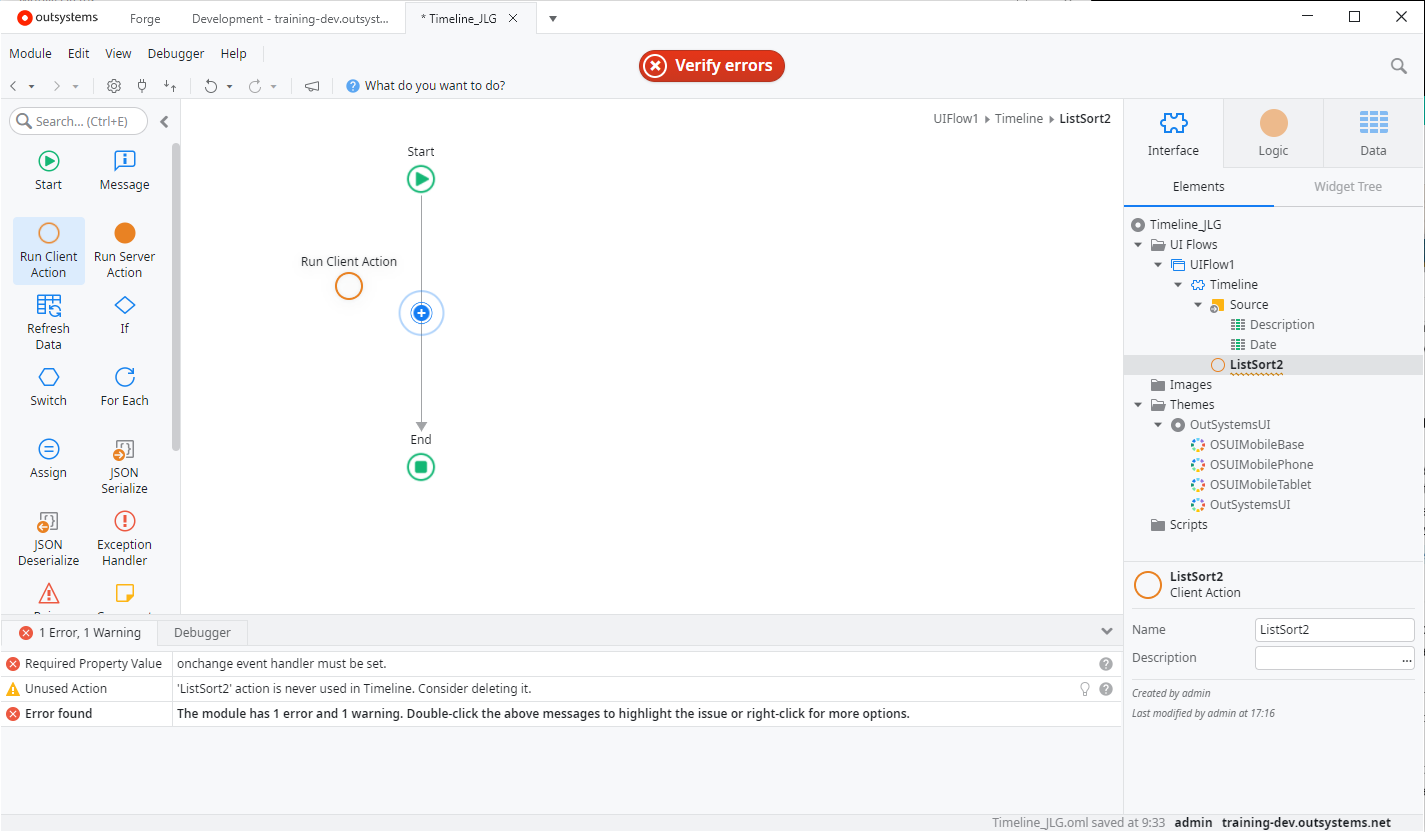 outsystems
Forge
Development - training-dev.outsyst...
* Timeline_JLG
Module
Edit
View
Debugger
Help
Verify errors
What do you want to do?
Search... (Ctrl+E)
UIFlow1
Timeline
ListSort2
Start
Message
Run Client
Action
Run Server
Action
Refresh
Data
If
Switch
For Each
Assign
JSON
Serialize
JSON
Deserialize
Exception
Handler
Start
Run Client Action
End
Interface
Logic
Data
Elements
Widget Tree
Timeline_JLG
UI Flows
UIFlow1
Timeline
Source
Description
Date
ListSort2
Images
Themes
OutSystemsUI
OSUIMobileBase
OSUIMobilePhone
OSUIMobileTablet
OutSystemsUI
Scripts
ListSort2
Client Action
Name
ListSort2
Description
...
Created by admin
Last modified by admin at 17:16
1 Error, 1 Warning
Debugger
Required Property Value
onchange event handler must be set.
Unused Action
'ListSort2' action is never used in Timeline. Consider deleting it.
Error found
The module has 1 error and 1 warning. Double-click the above messages to highlight the issue or right-click for more options.
Timeline_JLG.oml saved at 9:33
admin
training-dev.outsystems.net